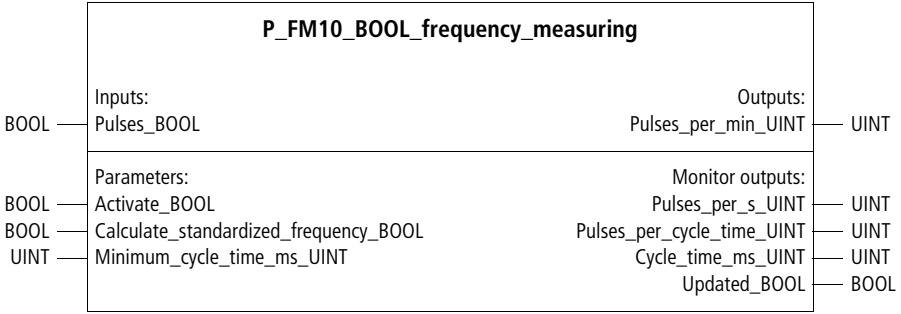 P_FM10_BOOL_frequency_measuring
Inputs: Outputs:
BOOL Pulses_BOOL Pulses_per_min_UINT UINT
Parameters: Monitor outputs:
BOOL Activate_BOOL Pulses_per_s_UINT UINT
BOOL Calculate_standardized_frequency_BOOL Pulses_per_cycle_time_UINT UINT
UINT Minimum_cycle_time_ms_UINT Cycle_time_ms_UINT UINT
Updated_BOOL BOOL